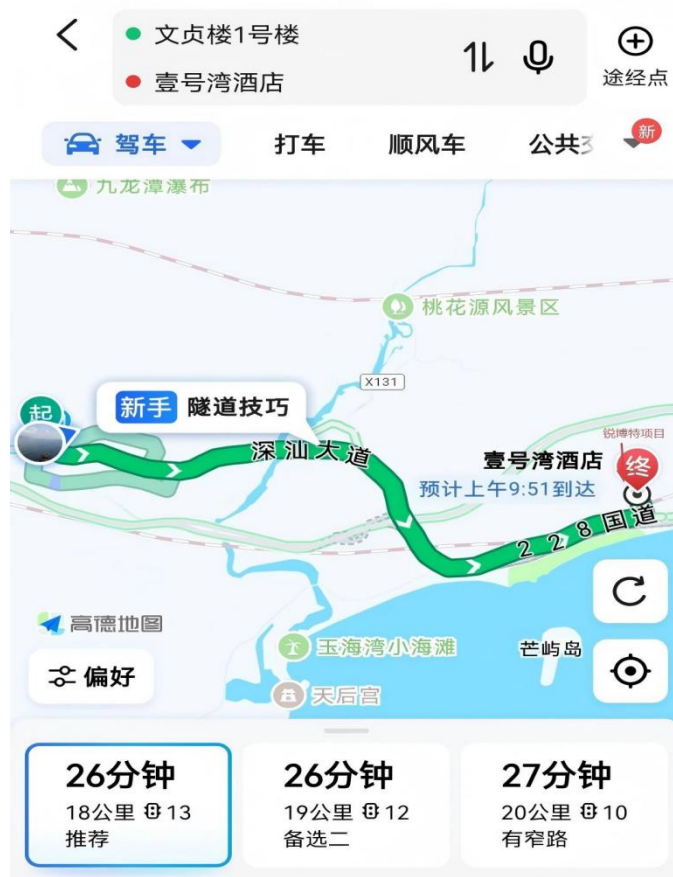 文贞楼1号楼
壹号湾酒店
途经点
驾车
打车
顺风车
公共
新
九龙潭瀑布
桃花源风景区
X131
起
新手 隧道技巧
深汕大道
锐博特项目
壹号湾酒店
终
预计上午9:51到达
228国道
高德地图
玉海湾小海滩
芒屿岛
偏好
天后宫
26分钟
18公里 13
推荐
26分钟
19公里 12
备选二
27分钟
20公里 10
有窄路